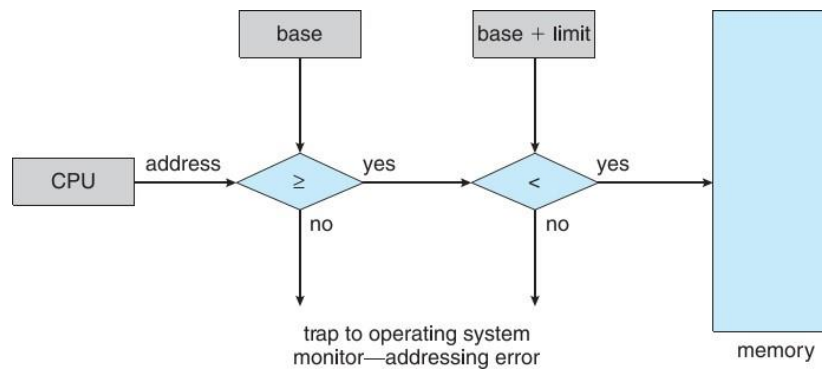 base
base + limit
CPU
address
≥
yes
<
yes
no
no
trap to operating system
monitor—addressing error
memory